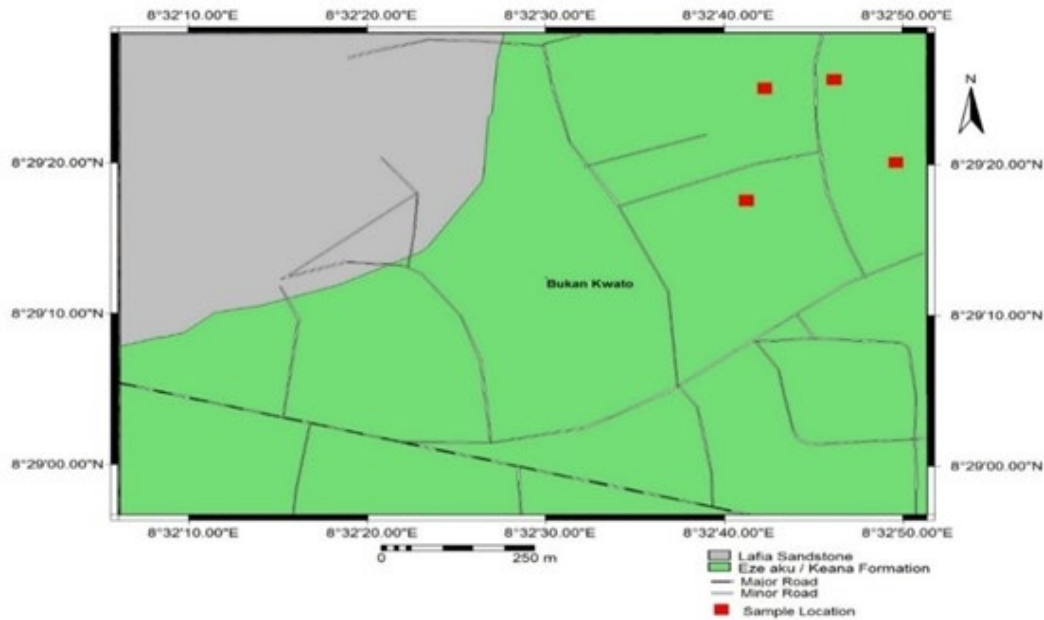 8°32'10.00"E 8°32'20.00"E 8°32'30.00"E 8°32'40.00"E 8°32'50.00"E
N
8°29'20.00"N 8°29'20.00"N
Bukan Kwato
8°29'10.00"N 8°29'10.00"N
8°29'00.00"N 8°29'00.00"N
8°32'10.00"E 8°32'20.00"E 8°32'30.00"E 8°32'40.00"E 8°32'50.00"E
0 250 m
Lafia Sandstone
Eze aku / Keana Formation
Major Road
Minor Road
Sample Location